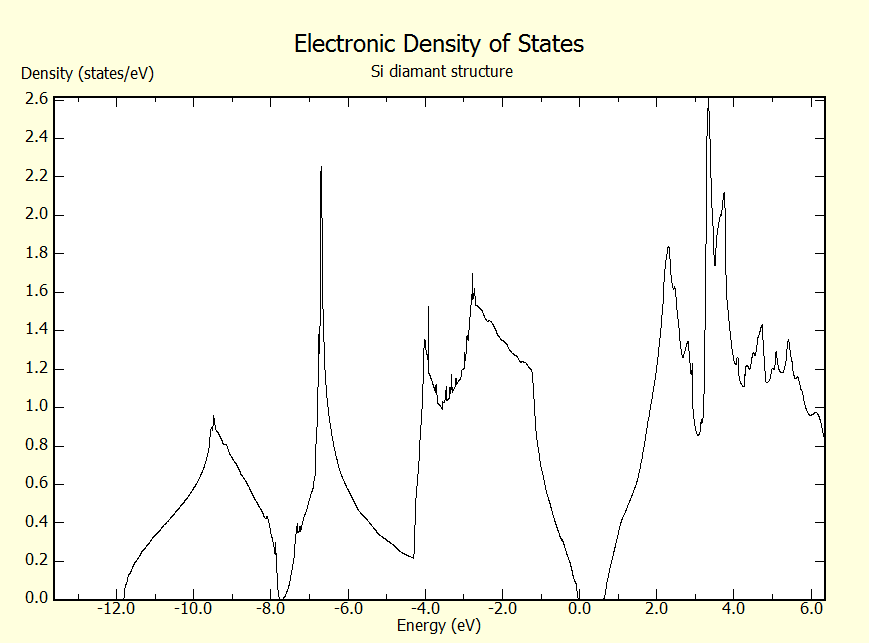 Electronic Density of States
Si diamant structure
Density (states/eV)
2.6
2.4
2.2
2.0
1.8
1.6
1.4
1.2
1.0
0.8
0.6
0.4
0.2
0.0
-12.0 -10.0 -8.0 -6.0 -4.0 -2.0 0.0 2.0 4.0 6.0
Energy (eV)